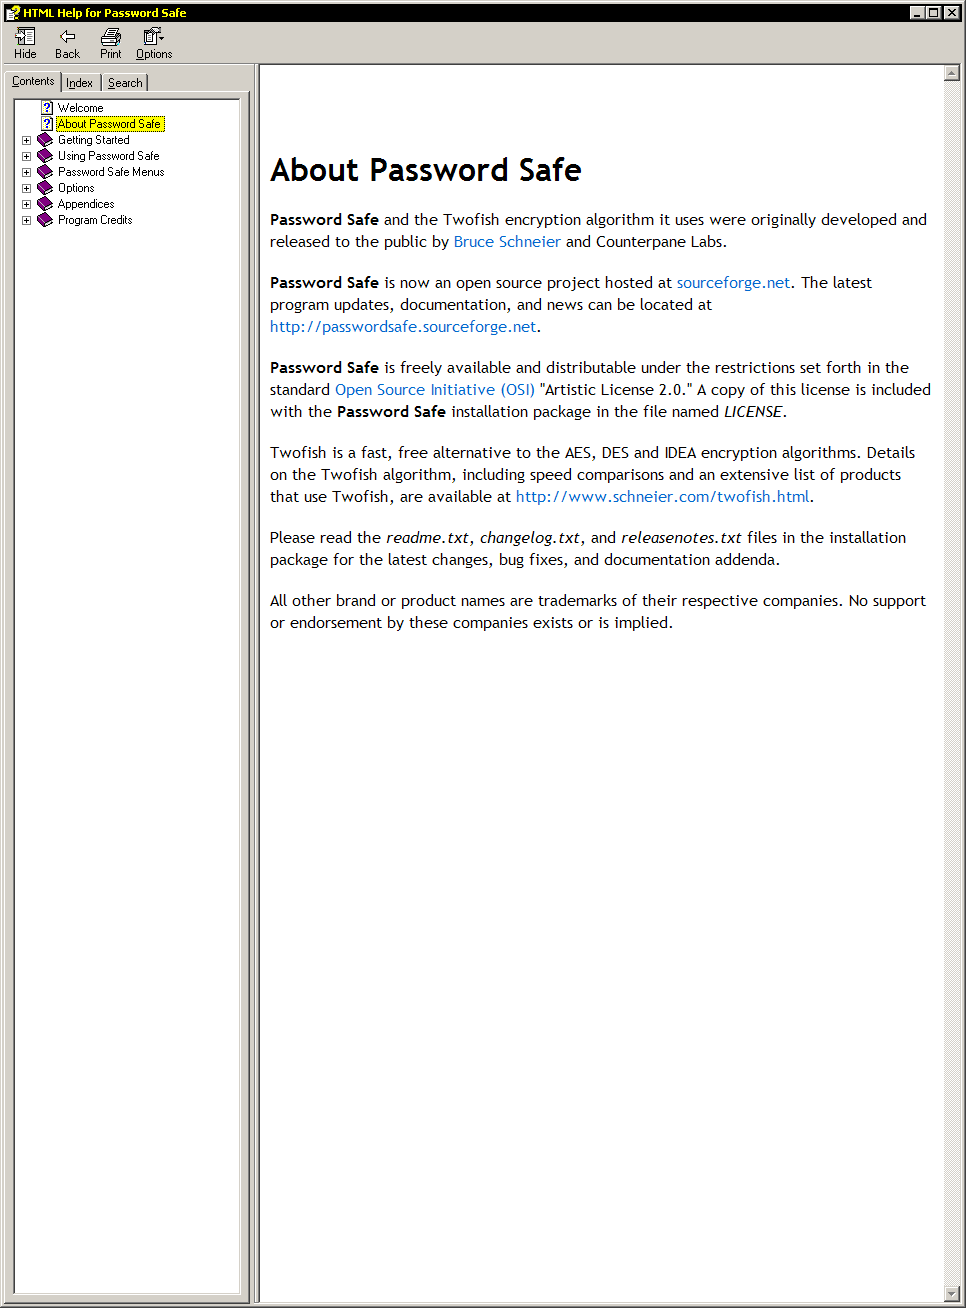 HTML Help for Password Safe
Hide Back Print Options
Contents Index Search
Welcome
About Password Safe
Getting Started
Using Password Safe
Password Safe Menus
Options
Appendices
Program Credits
About Password Safe
Password Safe and the Twofish encryption algorithm it uses were originally developed and
released to the public by Bruce Schneier and Counterpane Labs.
Password Safe is now an open source project hosted at sourceforge.net. The latest
program updates, documentation, and news can be located at
http://passwordsafe.sourceforge.net.
Password Safe is freely available and distributable under the restrictions set forth in the
standard Open Source Initiative (OSI) "Artistic License 2.0." A copy of this license is included
with the Password Safe installation package in the file named LICENSE.
Twofish is a fast, free alternative to the AES, DES and IDEA encryption algorithms. Details
on the Twofish algorithm, including speed comparisons and an extensive list of products
that use Twofish, are available at http://www.schneier.com/twofish.html.
Please read the readme.txt, changelog.txt, and releasenotes.txt files in the installation
package for the latest changes, bug fixes, and documentation addenda.
All other brand or product names are trademarks of their respective companies. No support
or endorsement by these companies exists or is implied.